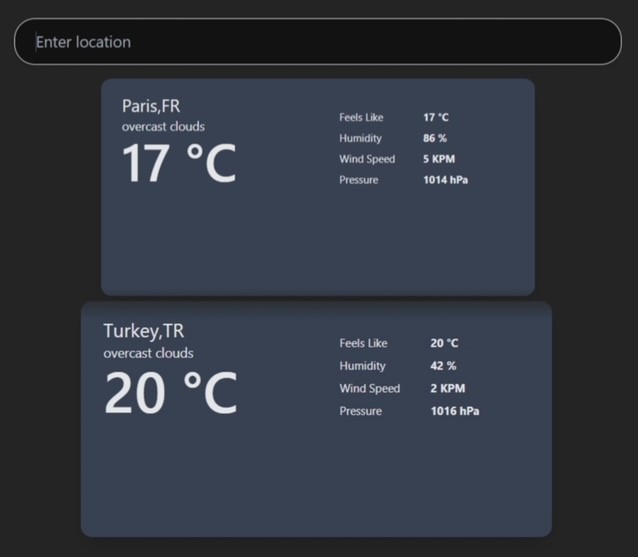 Enter location
Paris,FR
overcast clouds
17 °C
Feels Like 17 °C
Humidity 86 %
Wind Speed 5 KPM
Pressure 1014 hPa
Turkey,TR
overcast clouds
20 °C
Feels Like 20 °C
Humidity 42 %
Wind Speed 2 KPM
Pressure 1016 hPa